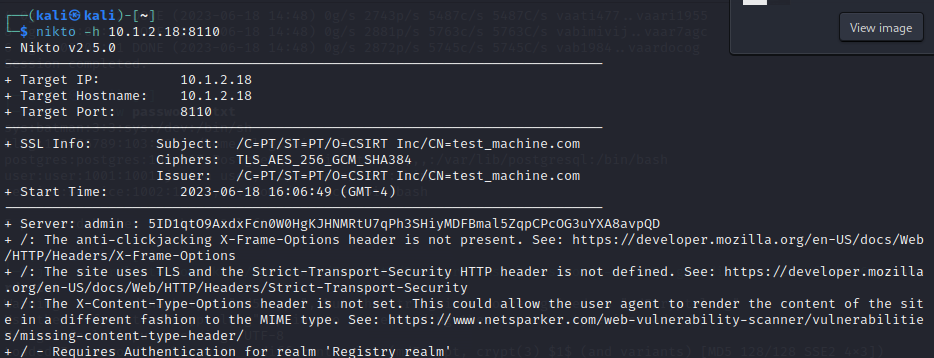 View image
┌──(kali㉿kali)-[~]
└─$ nikto -h 10.1.2.18:8110
- Nikto v2.5.0
---------------------------------------------------------------------------
+ Target IP: 10.1.2.18
+ Target Hostname: 10.1.2.18
+ Target Port: 8110
---------------------------------------------------------------------------
+ SSL Info: Subject: /C=PT/ST=PT/O=CSIRT Inc/CN=test_machine.com
Ciphers: TLS_AES_256_GCM_SHA384
Issuer: /C=PT/ST=PT/O=CSIRT Inc/CN=test_machine.com
+ Start Time: 2023-06-18 16:06:49 (GMT-4)
---------------------------------------------------------------------------
+ Server: admin : 5ID1qtO9AxdxFcn0W0HgKJHNMRtU7qPh3SHiyMDFBmal5ZqpCPcOG3uYXA8avpQD
+ /: The anti-clickjacking X-Frame-Options header is not present. See: https://developer.mozilla.org/en-US/docs/Web
/HTTP/Headers/X-Frame-Options
+ /: The site uses TLS and the Strict-Transport-Security HTTP header is not defined. See: https://developer.mozilla
.org/en-US/docs/Web/HTTP/Headers/Strict-Transport-Security
+ /: The X-Content-Type-Options header is not set. This could allow the user agent to render the content of the sit
e in a different fashion to the MIME type. See: https://www.netsparker.com/web-vulnerability-scanner/vulnerabilitie
s/missing-content-type-header/
+ / - Requires Authentication for realm 'Registry realm'